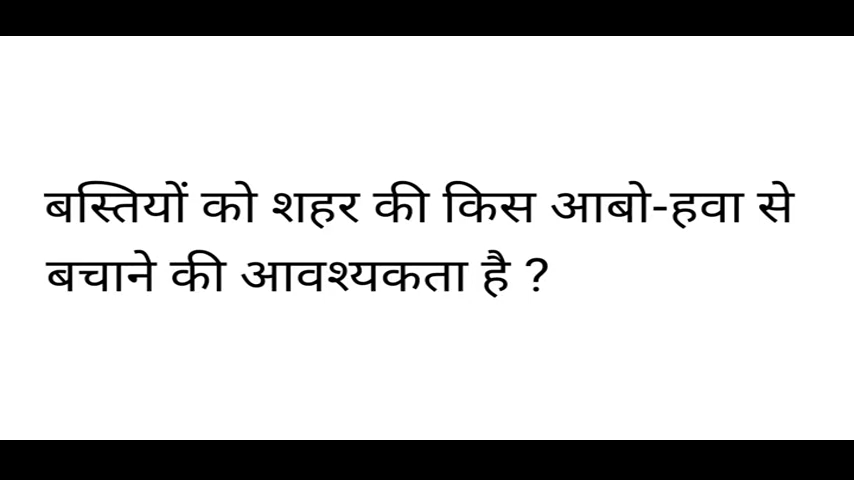 बस्तियों को शहर की किस आबो-हवा से
बचाने की आवश्यकता है ?